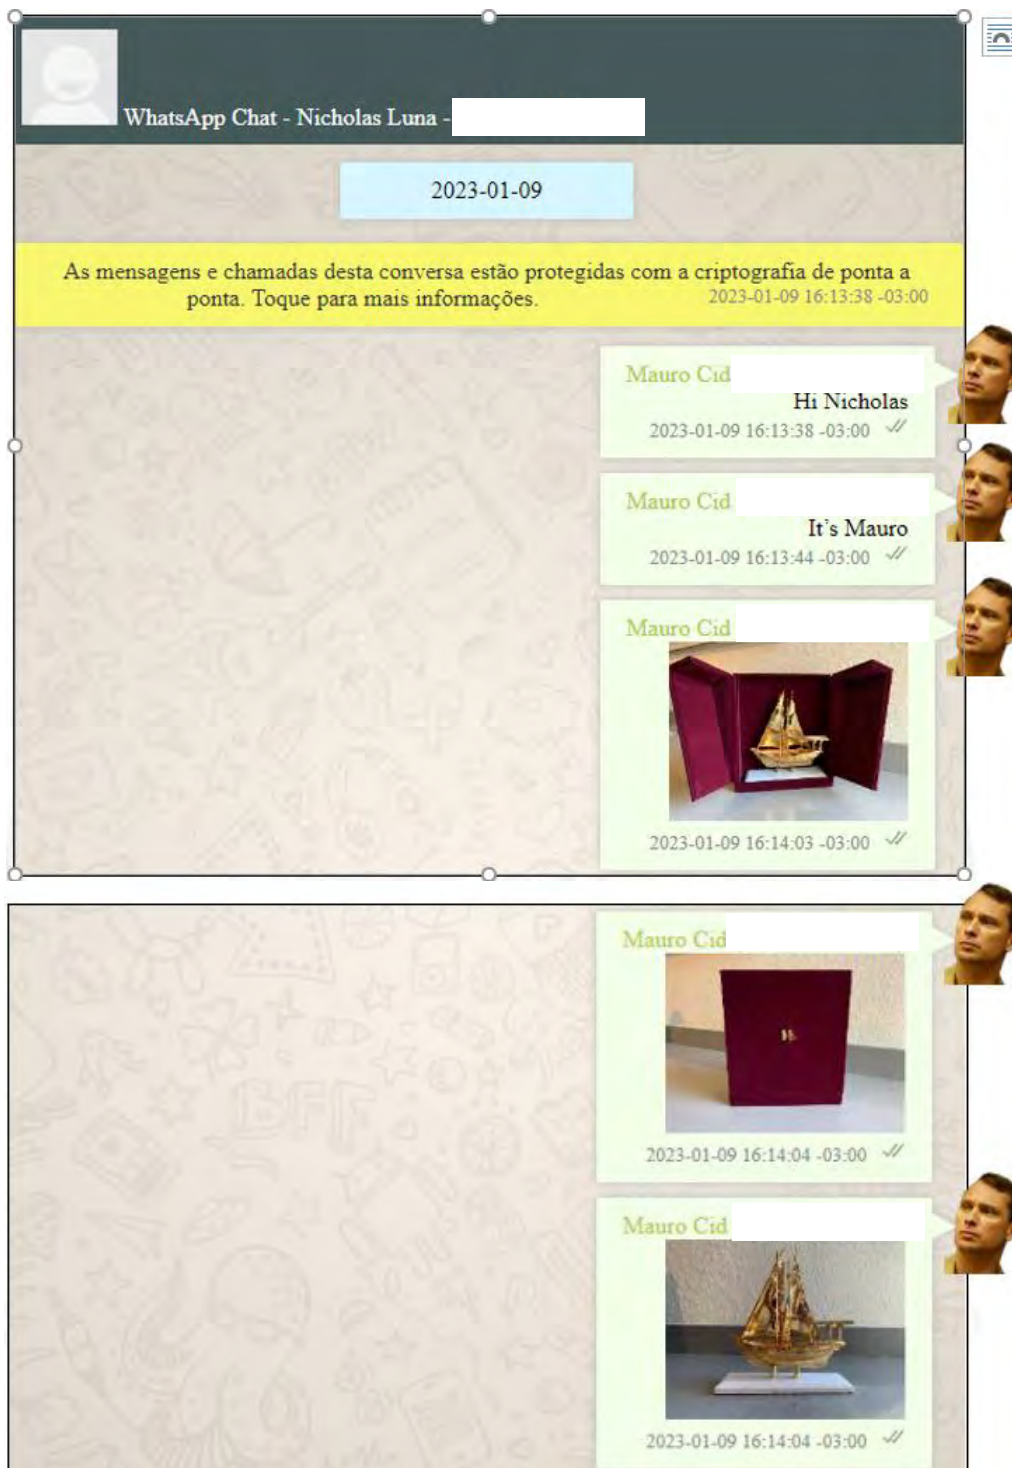 WhatsApp Chat - Nicholas Luna -
2023-01-09
As mensagens e chamadas desta conversa estão protegidas com a criptografia de ponta a
ponta. Toque para mais informações.
2023-01-09 16:13:38 -03:00
Mauro Cid
Hi Nicholas
2023-01-09 16:13:38 -03:00
Mauro Cid
It's Mauro
2023-01-09 16:13:44 -03:00
Mauro Cid
2023-01-09 16:14:03 -03:00
Mauro Cid
2023-01-09 16:14:04 -03:00
Mauro Cid
2023-01-09 16:14:04 -03:00